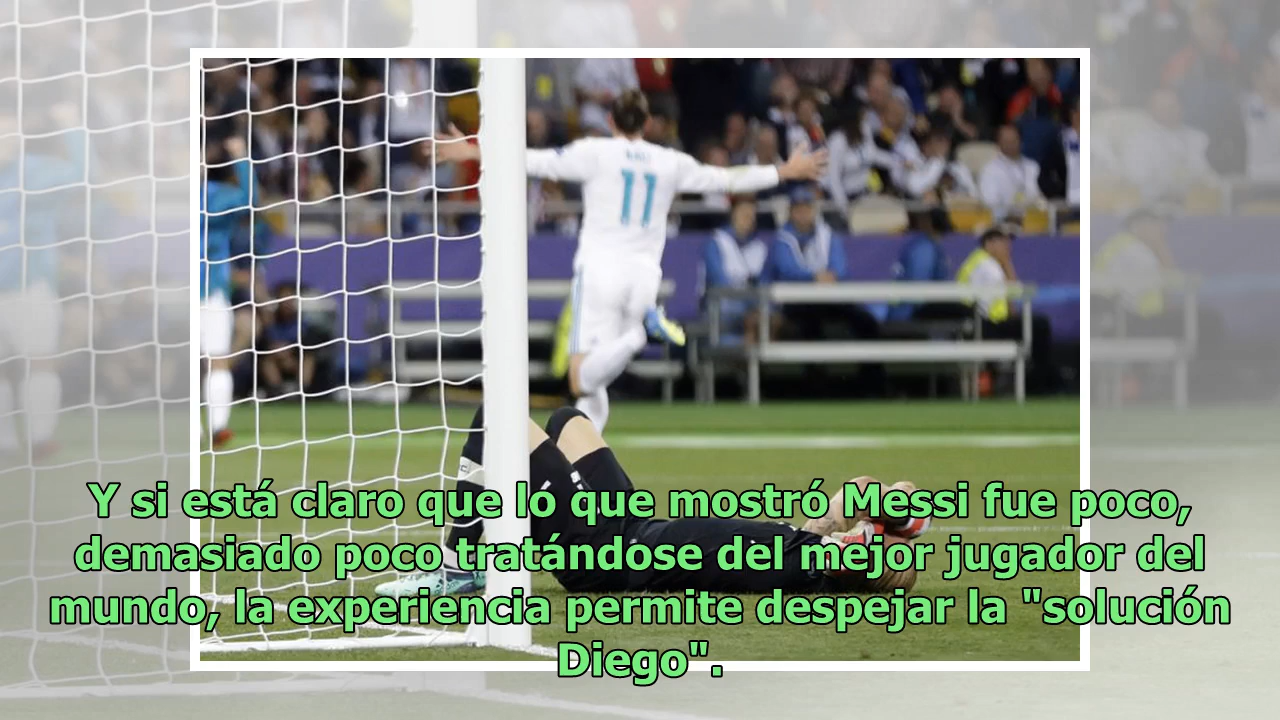 11
Y si está claro que lo que mostró Messi fue poco,
demasiado poco tratándose del mejor jugador del
mundo, la experiencia permite despejar la "solución
Diego".